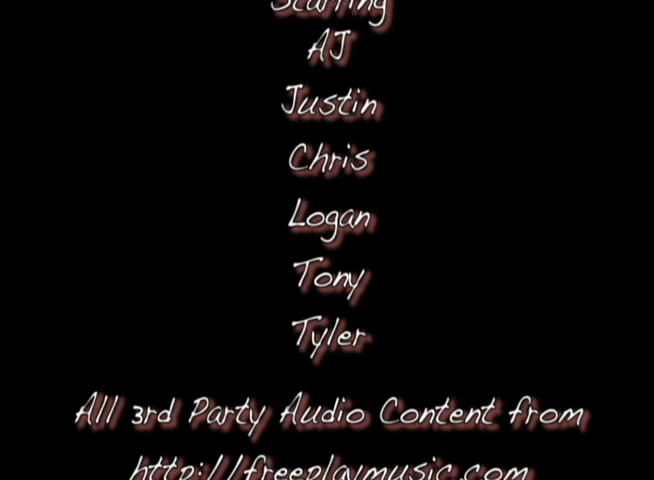 Starring
AJ
Justin
Chris
Logan
Tony
Tyler
All 3rd Party Audio Content from
http://freeplaymusic.com